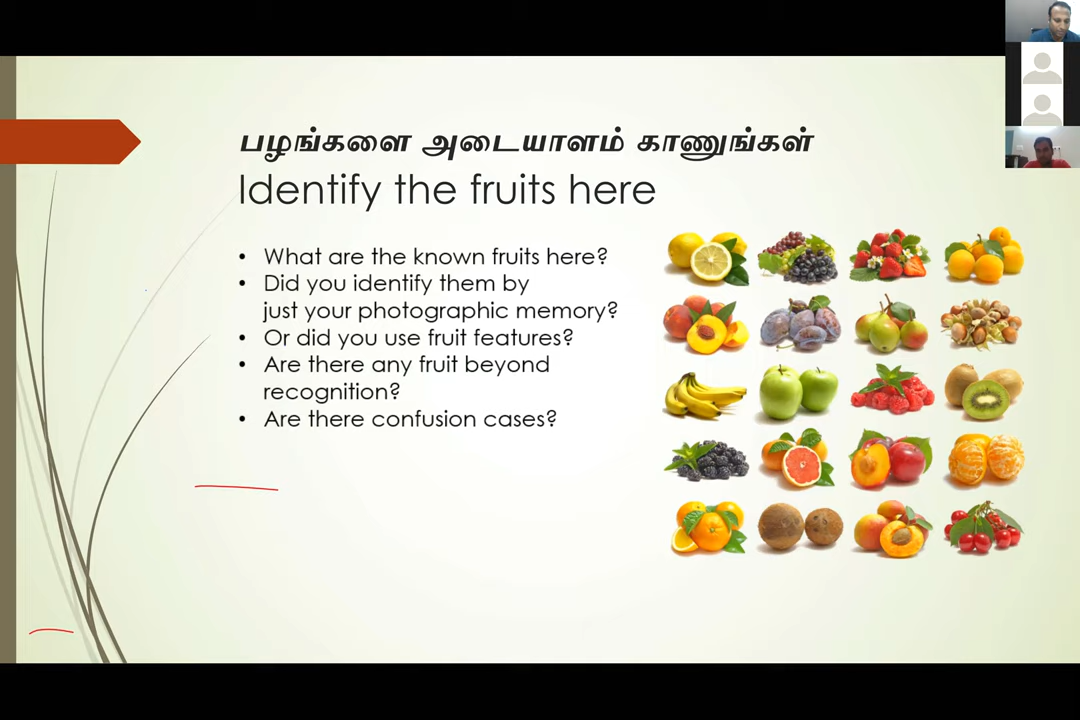 பழங்களை அடையாளம் காணுங்கள்
Identify the fruits here
• What are the known fruits here?
• Did you identify them by
just your photographic memory?
• Or did you use fruit features?
• Are there any fruit beyond
recognition?
• Are there confusion cases?